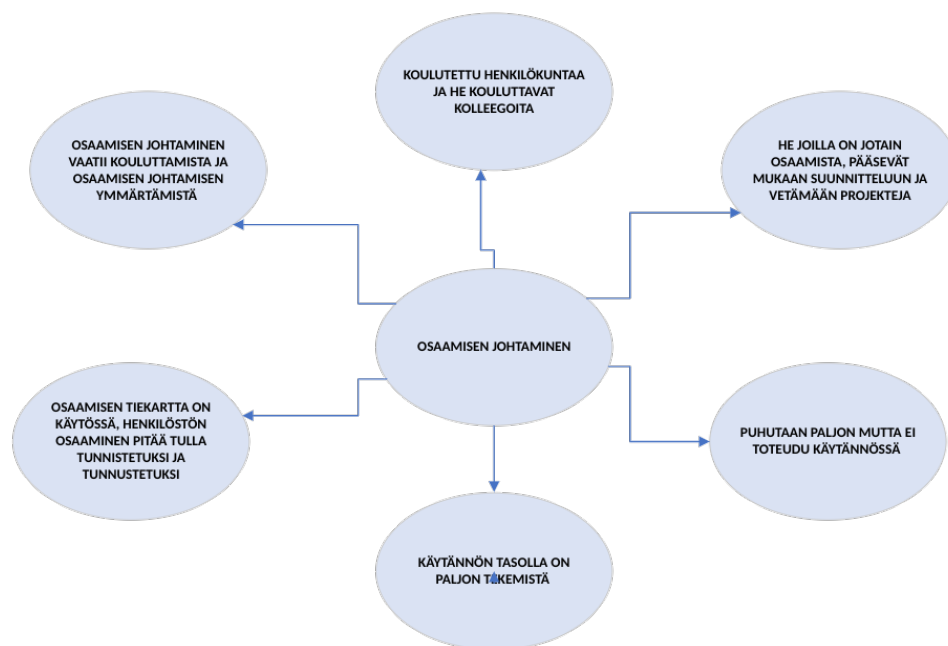 KOULUTETTU HENKILÖKUNTAA
JA HE KOULUTTAVAT
KOLLEEGOITA
OSAAMISEN JOHTAMINEN
VAATII KOULUTTAMISTA JA
OSAAMISEN JOHTAMISEN
YMMÄRTÄMISTÄ
HE JOILLA ON JOTAIN
OSAAMISTA, PÄÄSEVÄT
MUKAAN SUUNNITTELUUN JA
VETÄMÄÄN PROJEKTEJA
OSAAMISEN JOHTAMINEN
OSAAMISEN TIEKARTTA ON
KÄYTÖSSÄ, HENKILÖSTÖN
OSAAMINEN PITÄÄ TULLA
TUNNISTETUKSI JA
TUNNUSTETUKSI
PUHUTAAN PALJON MUTTA EI
TOTEUDU KÄYTÄNNÖSSÄ
KÄYTÄNNÖN TASOLLA ON
PALJON TEKEMISTÄ